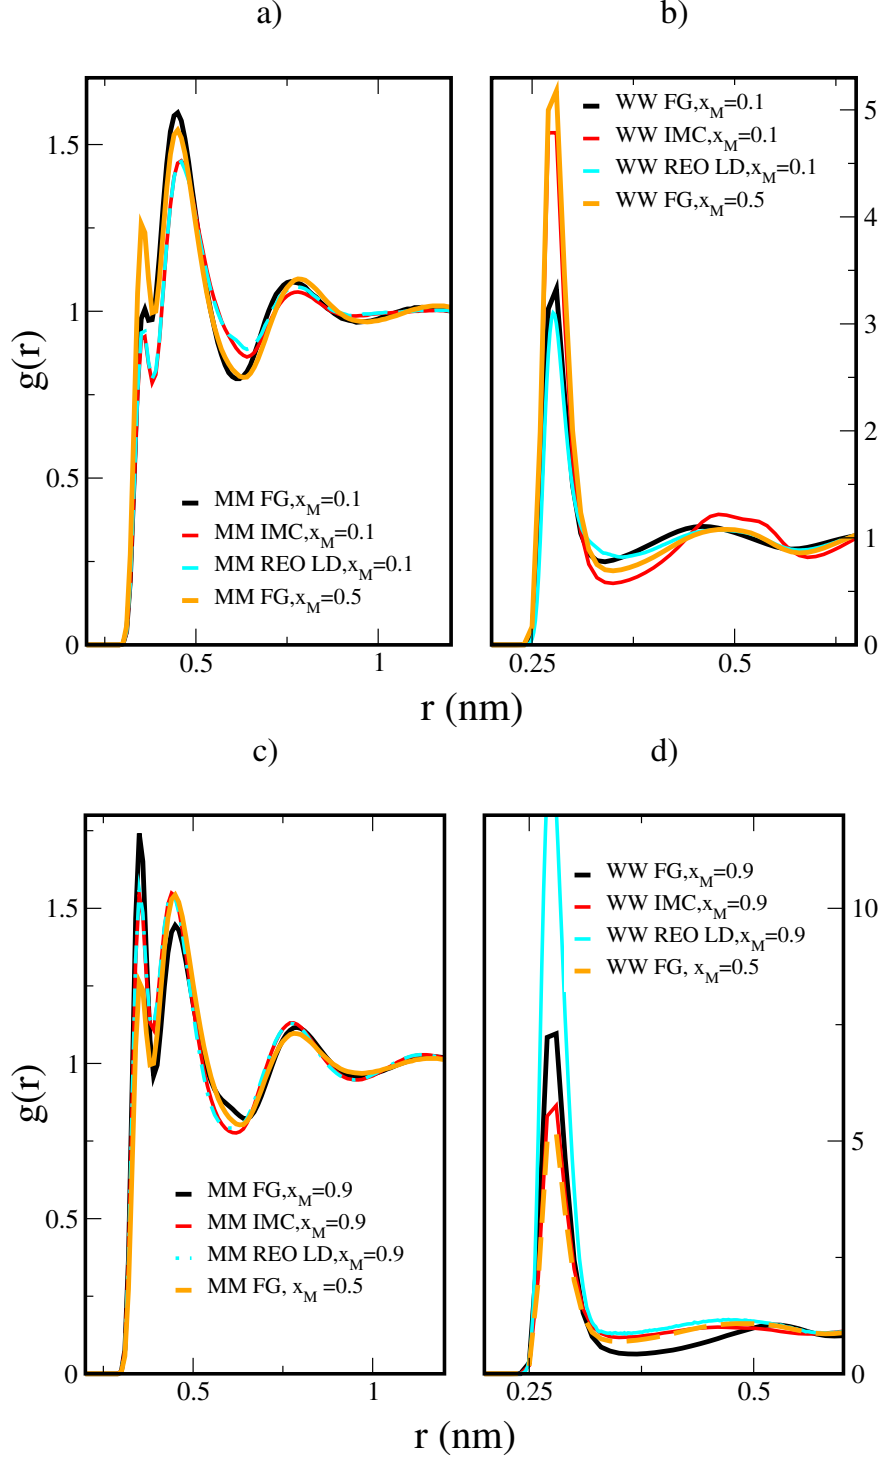 a)
b)
g(r)
1.5
1
0.5
0
MM FG,x_M=0.1
MM IMC,x_M=0.1
MM REO LD,x_M=0.1
MM FG,x_M=0.5
0.5
1
WW FG,x_M=0.1
WW IMC,x_M=0.1
WW REO LD,x_M=0.1
WW FG,x_M=0.5
5
4
3
2
1
0
0.25
0.5
r (nm)
c)
d)
g(r)
1.5
1
0.5
0
MM FG,x_M=0.9
MM IMC,x_M=0.9
MM REO LD,x_M=0.9
MM FG, x_M =0.5
0.5
1
WW FG,x_M=0.9
WW IMC,x_M=0.9
WW REO LD,x_M=0.9
WW FG, x_M=0.5
10
5
0
0.25
0.5
r (nm)